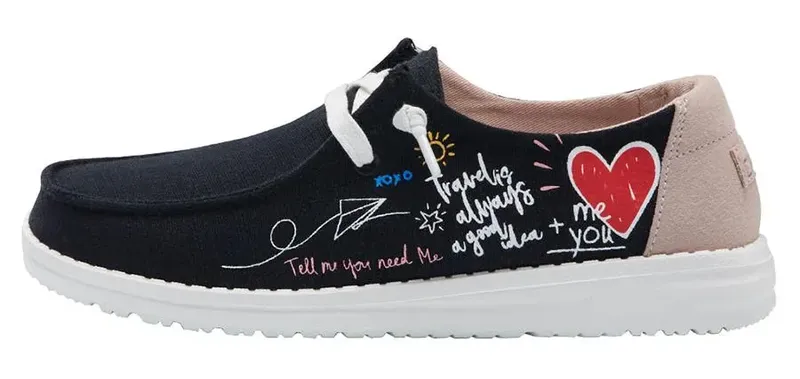 xoxo
Travel is
always
a good
idea
+ me
you
Tell me you need Me